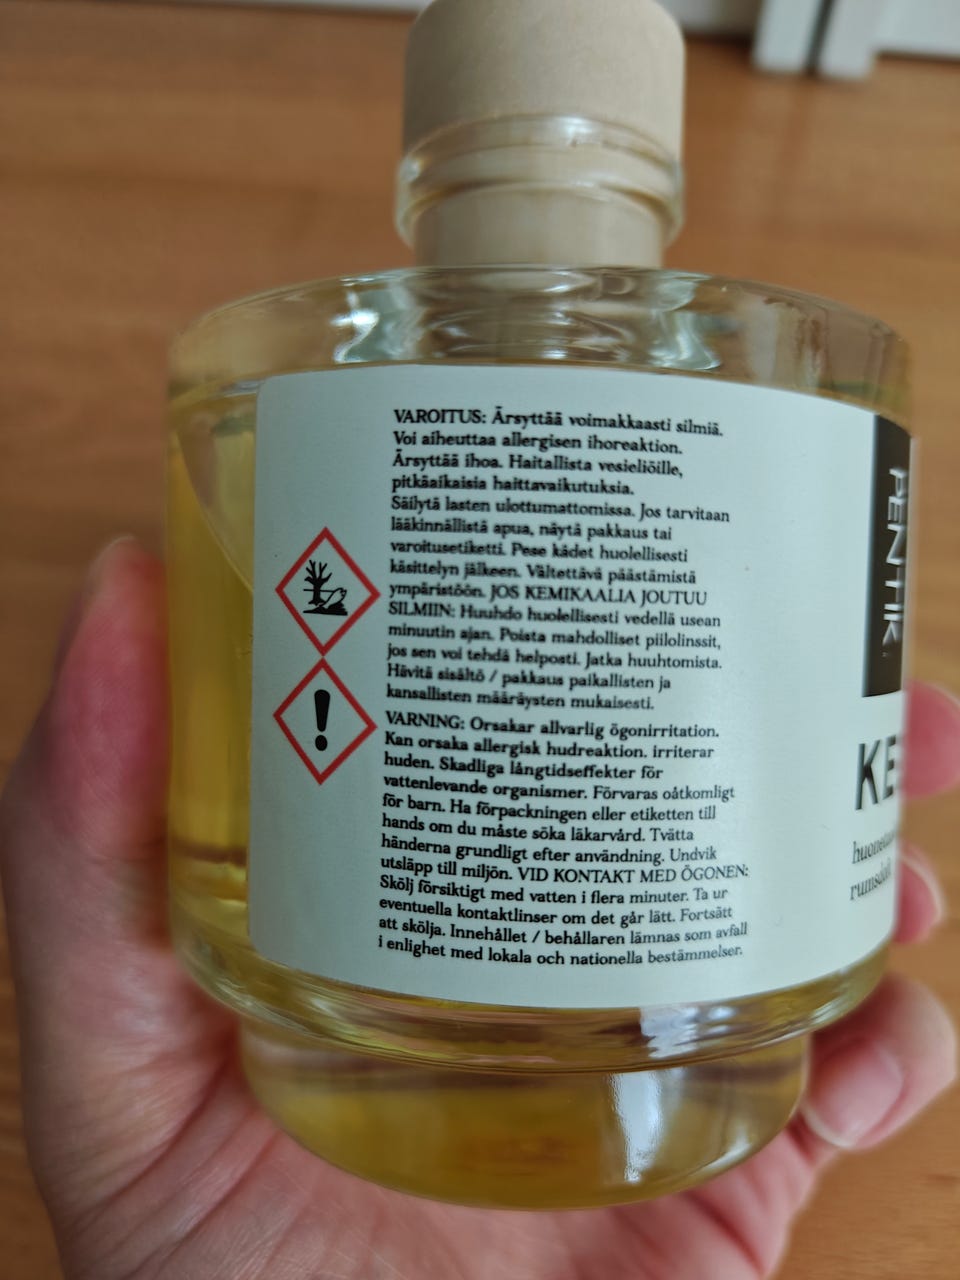 VAROITUS: Ärsyttää voimakkaasti silmiä.
Voi aiheuttaa allergisen ihoreaktion.
Ärsyttää ihoa. Haitallista vesieliöille,
pitkäaikaisia haittavaikutuksia.
Säilytä lasten ulottumattomissa. Jos tarvitaan
lääkinnällistä apua, näytä pakkaus tai
varoitusetiketti. Pese kädet huolellisesti
käsittelyn jälkeen. Vältettävä päästämistä
ympäristöön. JOS KEMIKAALIA JOUTUU
SILMIIN: Huuhdo huolellisesti vedellä usean
minuutin ajan. Poista mahdolliset piilolinssit,
jos sen voi tehdä helposti. Jatka huuhtomista.
Hävitä sisältö / pakkaus paikallisten ja
kansallisten määräysten mukaisesti.
VARNING: Orsakar allvarlig ögonirritation.
Kan orsaka allergisk hudreaktion. irriterar
huden. Skadliga långtidseffekter för
vattenlevande organismer. Förvaras oåtkomligt
för barn. Ha förpackningen eller etiketten till
hands om du måste söka läkarvård. Tvätta
händerna grundligt efter användning. Undvik
utsläpp till miljön. VID KONTAKT MED ÖGONEN:
Skölj försiktigt med vatten i flera minuter. Ta ur
eventuella kontaktlinser om det går lätt. Fortsätt
att skölja. Innehållet / behållaren lämnas som avfall
i enlighet med lokala och nationella bestämmelser.
PENTIK
KE